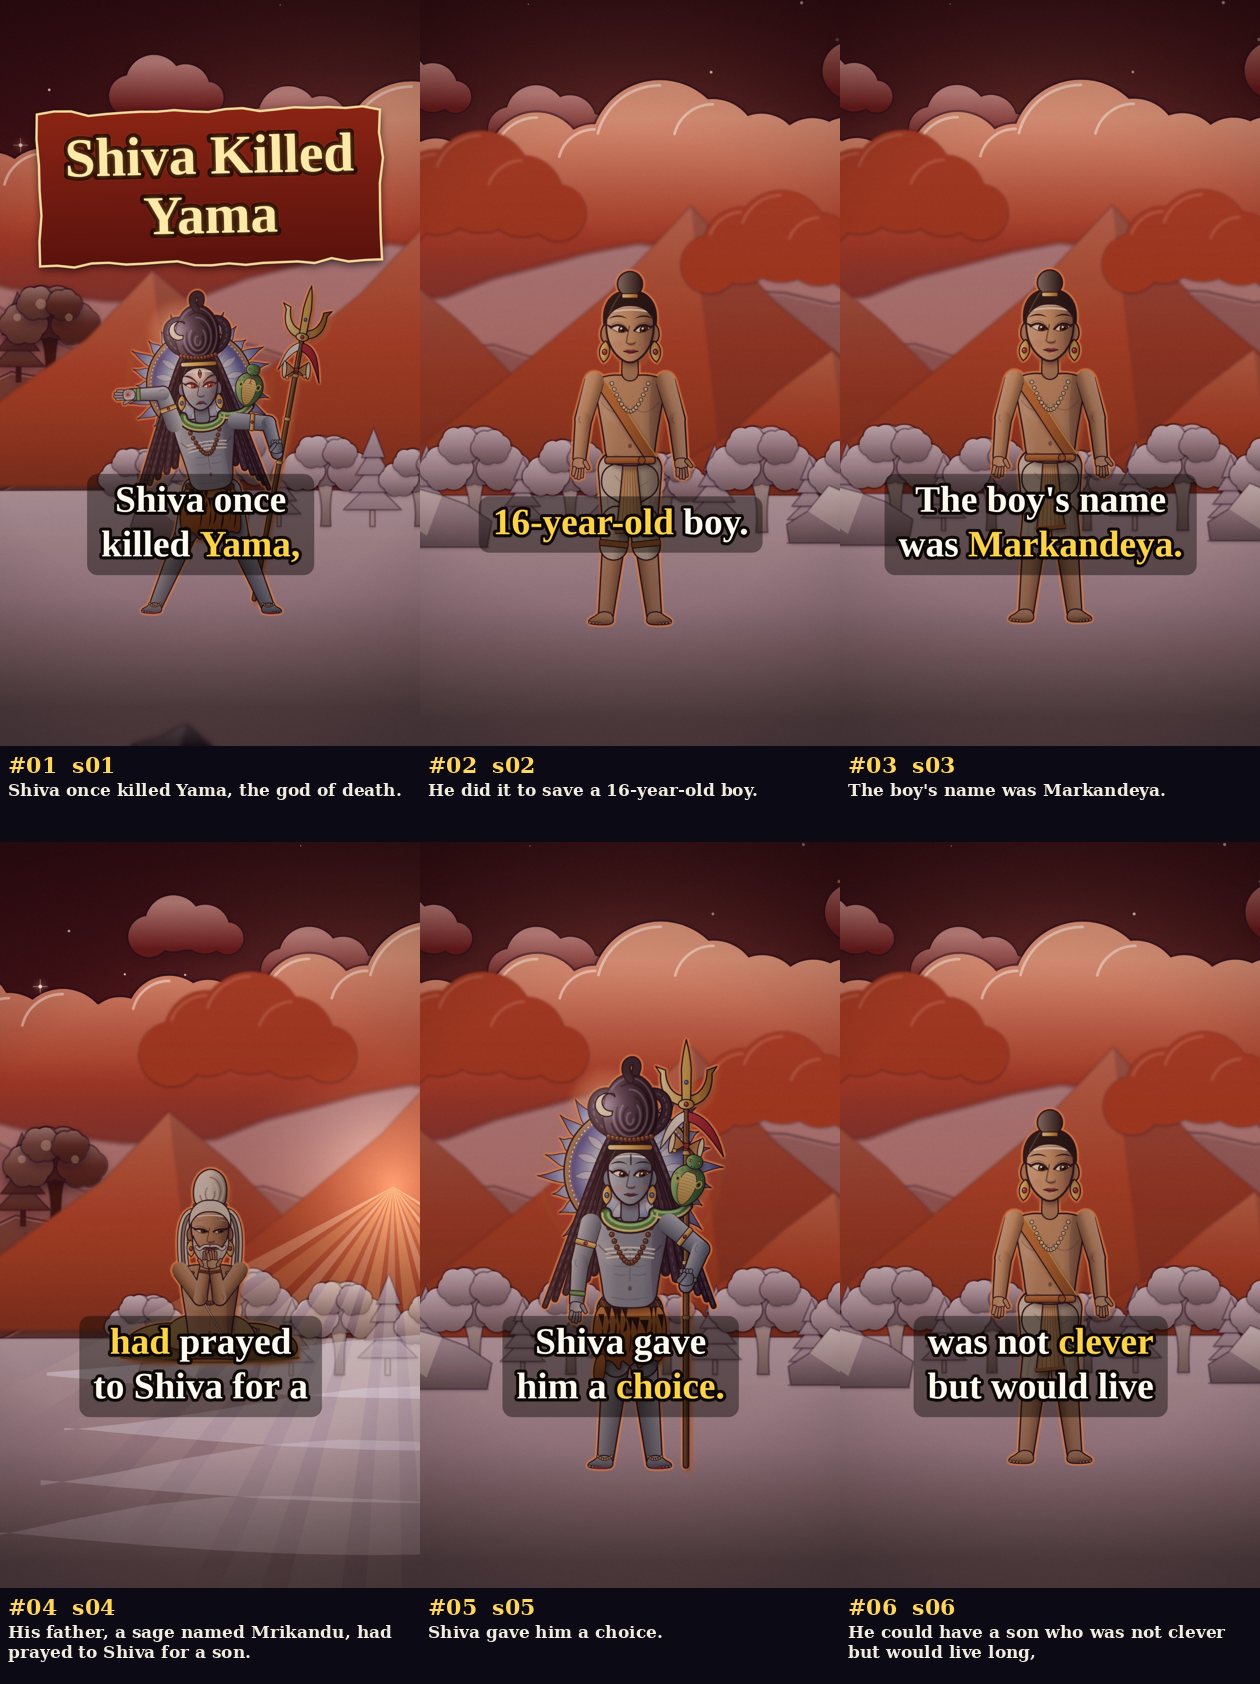 Shiva Killed
Yama
Shiva once
killed Yama,
16-year-old boy.
The boy's name
was Markandeya.
#01 s01
Shiva once killed Yama, the god of death.
#02 s02
He did it to save a 16-year-old boy.
#03 s03
The boy's name was Markandeya.
had prayed
to Shiva for a
Shiva gave
him a choice.
was not clever
but would live
#04 s04
His father, a sage named Mrikandu, had
prayed to Shiva for a son.
#05 s05
Shiva gave him a choice.
#06 s06
He could have a son who was not clever
but would live long,